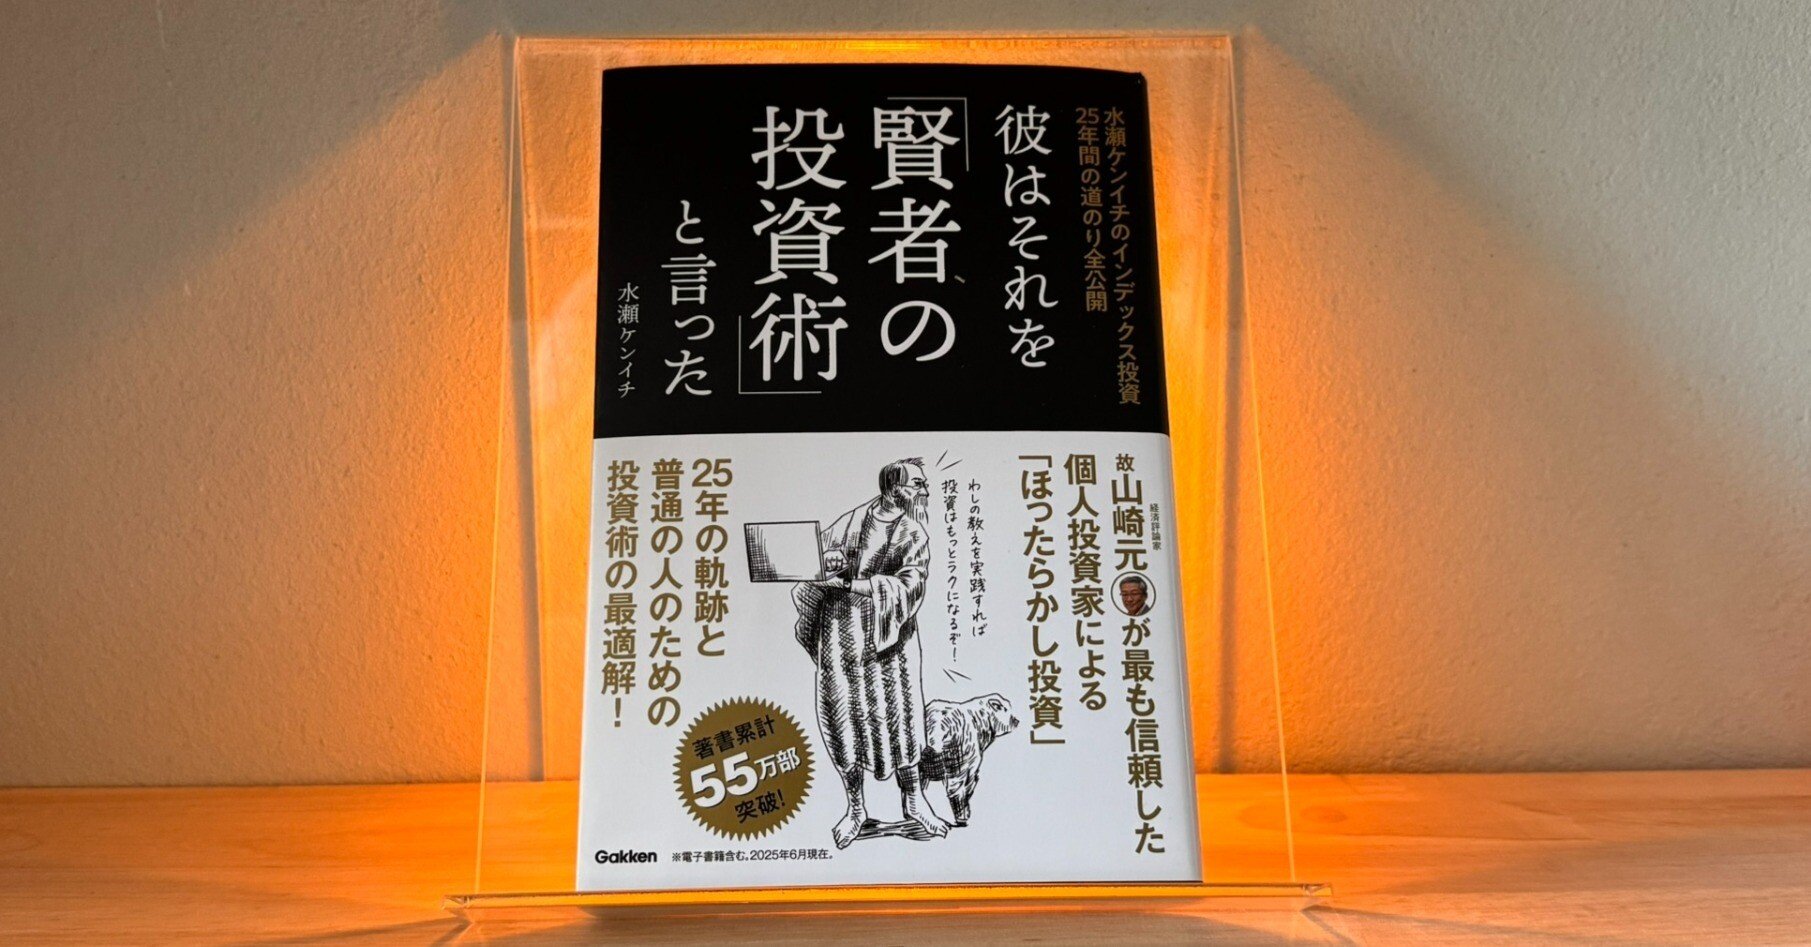 水瀬ケンイチのインデックス投資
25年間の道のり全公開
彼はそれを
「賢者の
投資術」
と言った
水瀬ケンイチ
経済評論家
故山崎元が最も信頼した
個人投資家による
「ほったらかし投資」
わしの教えを実践すれば
投資はもっとラクになるぞ!
25年の軌跡と
普通の人のための
投資術の最適解!
著書累計
55万部
突破!
Gakken
※電子書籍含む。2025年6月現在。